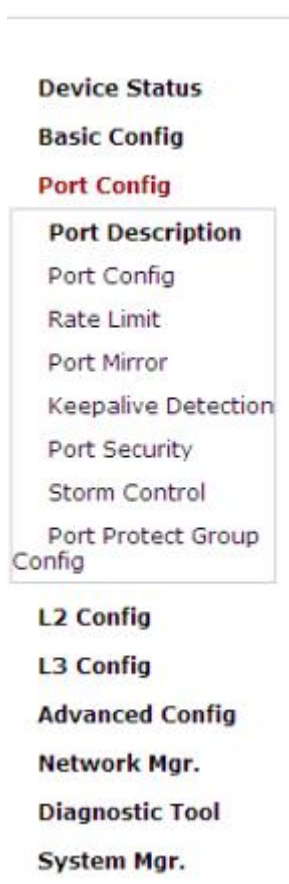 Device Status
Basic Config
Port Config
Port Description
Port Config
Rate Limit
Port Mirror
Keepalive Detection
Port Security
Storm Control
Port Protect Group
Config
L2 Config
L3 Config
Advanced Config
Network Mgr.
Diagnostic Tool
System Mgr.